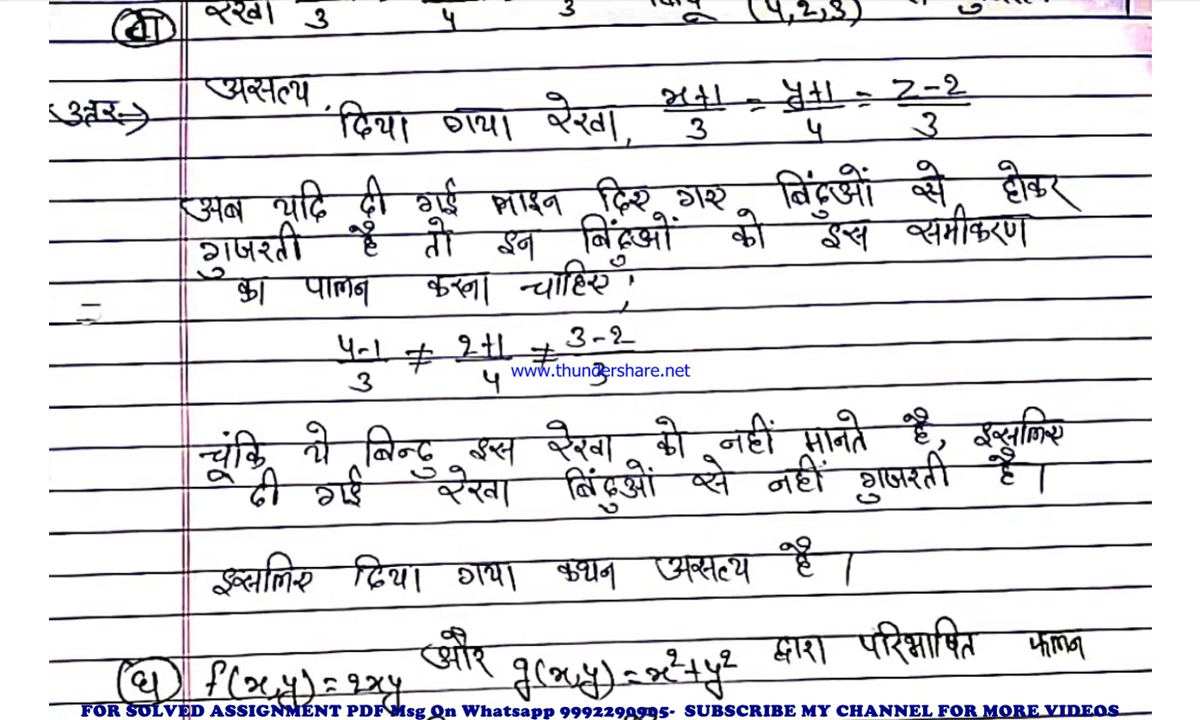 (ग) रेखा 3 4 3 बिंदु (4,2,3) से
उत्तर:→ असत्य,
दिया गया रेखा, x+1/3 = y+1/4 = z-2/3
अब यदि दी गई लाइन दिए गए बिंदुओं से होकर
गुजरती है तो इन बिंदुओं को इस समीकरण
का पालन करना चाहिए,
=
4-1/3 ≠ 2+1/4 ≠ 3-2/3
www.thundershare.net
चूंकि ये बिन्दु इस रेखा को नहीं मानते है, इसलिए
दी गई रेखा बिंदुओं से नहीं गुजरती है।
इसलिए दिया गया कथन असत्य है।
(घ) f(x,y)=2xy और g(x,y)=x²+y² द्वारा परिभाषित फलन
FOR SOLVED ASSIGNMENT PDF Msg On Whatsapp 9992290905- SUBSCRIBE MY CHANNEL FOR MORE VIDEOS